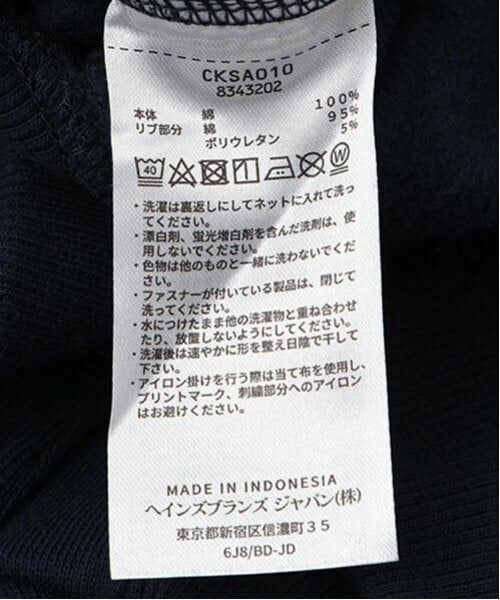 CKSA010
8343202
本体 綿 100%
リブ部分 綿 95%
ポリウレタン 5%
40 W
・洗濯は裏返しにしてネットに入れて洗っ
てください。
・漂白剤、蛍光増白剤を含んだ洗剤は、使
用しないでください。
・色物は他のものと一緒に洗わないでくだ
さい。
・ファスナーが付いている製品は、閉じて
洗ってください。
・水につけたまま他の洗濯物と重ね合わせ
たり、放置しないようにしてください。
・洗濯後は速やかに形を整え日陰で干して
下さい。
・アイロン掛けを行う際は当て布を使用し、
プリントマーク、刺繍部分へのアイロン
はお避けください。
MADE IN INDONESIA
ヘインズブランズ ジャパン(株)
東京都新宿区信濃町35
6J8/BD-JD